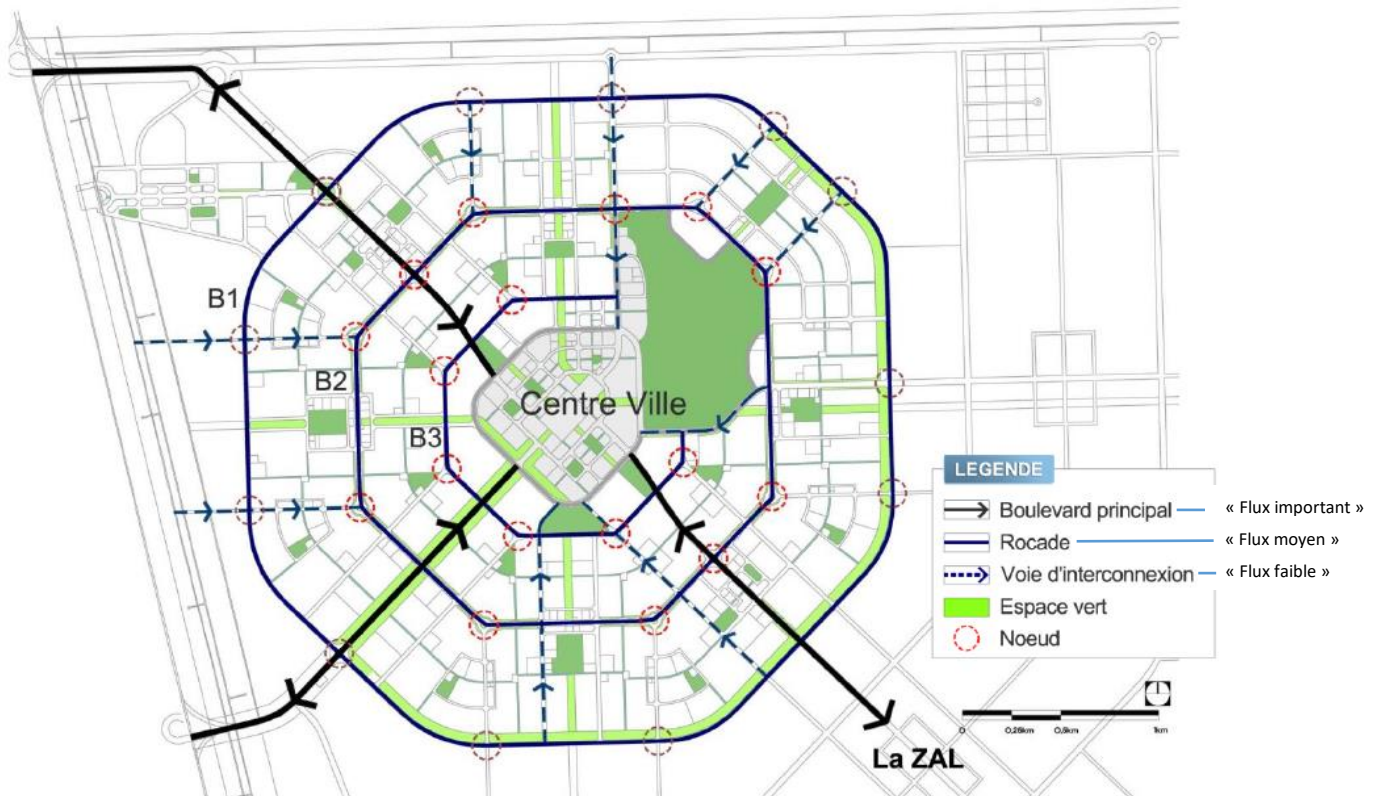 B1
B2
B3
Centre Ville
La ZAL
LEGENDE
Boulevard principal
« Flux important »
Rocade
« Flux moyen »
Voie d'interconnexion
« Flux faible »
Espace vert
Noeud
0 0,25km 0,5km 1km